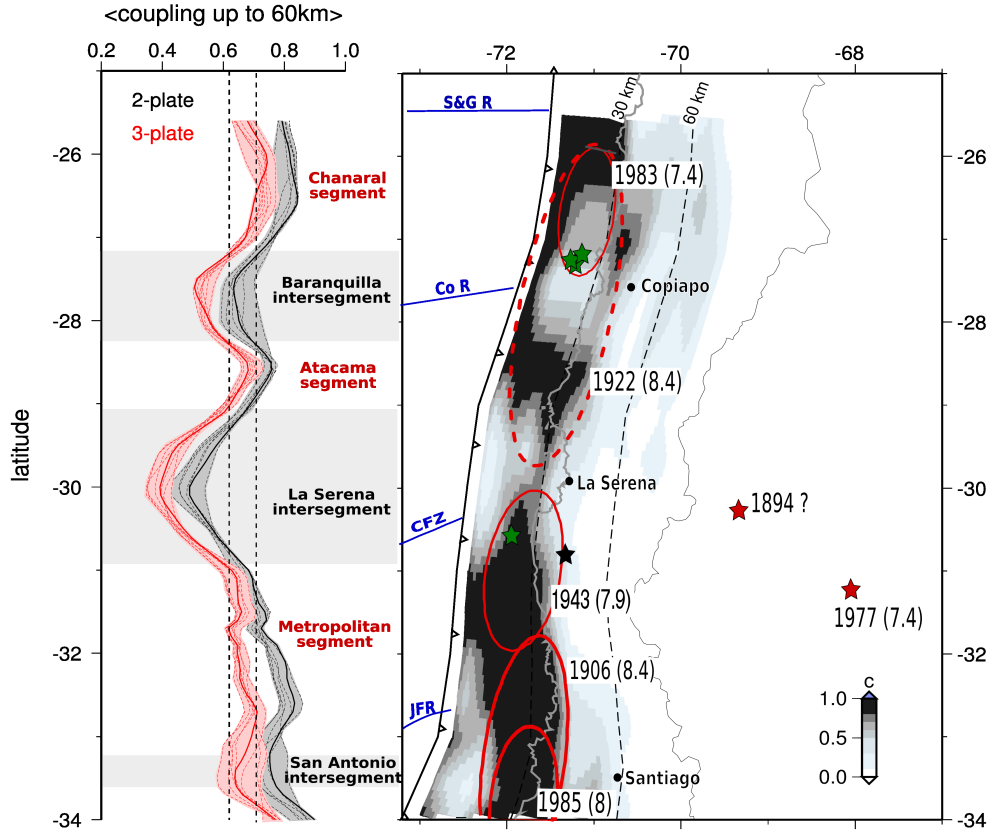 <coupling up to 60km>
0.2 0.4 0.6 0.8 1.0
2-plate
3-plate
latitude
-26
-28
-30
-32
-34
Chanaral
segment
Baranquilla
intersegment
Atacama
segment
La Serena
intersegment
Metropolitan
segment
San Antonio
intersegment
-72 -70 -68
30 km
60 km
S&G R
1983 (7.4)
Co R
Copiapo
1922 (8.4)
La Serena
1894 ?
CFZ
1943 (7.9)
1977 (7.4)
1906 (8.4)
JFR
Santiago
1985 (8)
C
1.0
0.5
0.0
-26
-28
-30
-32
-34